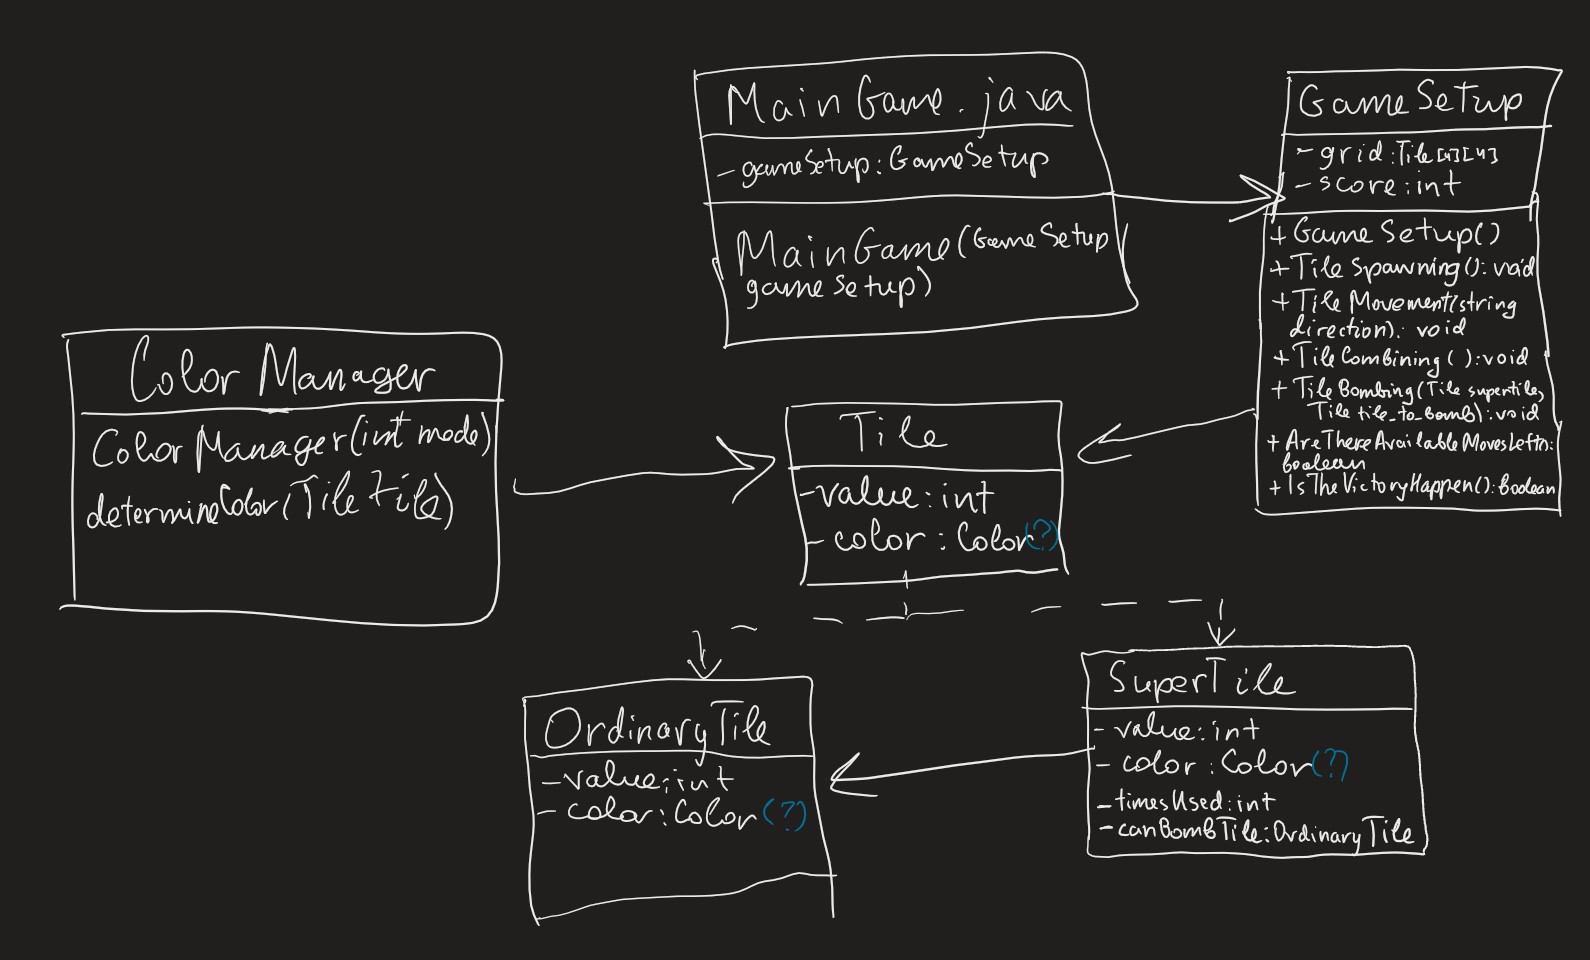 MainGame.java
- gameSetup: GameSetup
MainGame(GameSetup
gameSetup)
GameSetup
- grid: Tile[4][4]
- score: int
+ GameSetup()
+ TileSpawning(): void
+ TileMovement(string
direction): void
+ TileCombining( ): void
+ TileBombing(Tile supertile,
Tile tile_to_bomb): void
+ AreThereAvailableMovesLeft():
boolean
+ IsTheVictoryHappen(): Boolean
Color Manager
ColorManager(int mode)
determineColor(Tile tile)
Tile
- value: int
- color: Color(?)
OrdinaryTile
- value: int
- color: Color (?)
SuperTile
- value: int
- color: Color(?)
- timesUsed: int
- canBombTile: OrdinaryTile